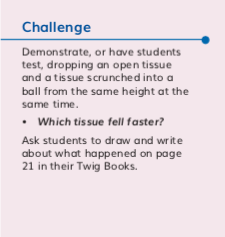 Challenge
Demonstrate, or have students
test, dropping an open tissue
and a tissue scrunched into a
ball from the same height at the
same time.
• Which tissue fell faster?
Ask students to draw and write
about what happened on page
21 in their Twig Books.